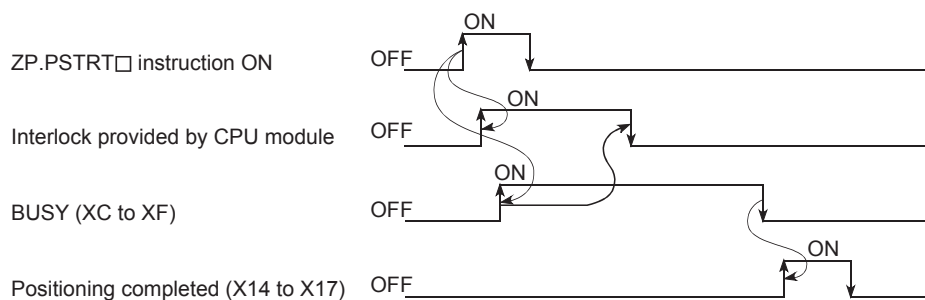 ON
ZP.PSTRT□ instruction ON OFF
ON
Interlock provided by CPU module OFF
ON
BUSY (XC to XF) OFF
ON
Positioning completed (X14 to X17) OFF